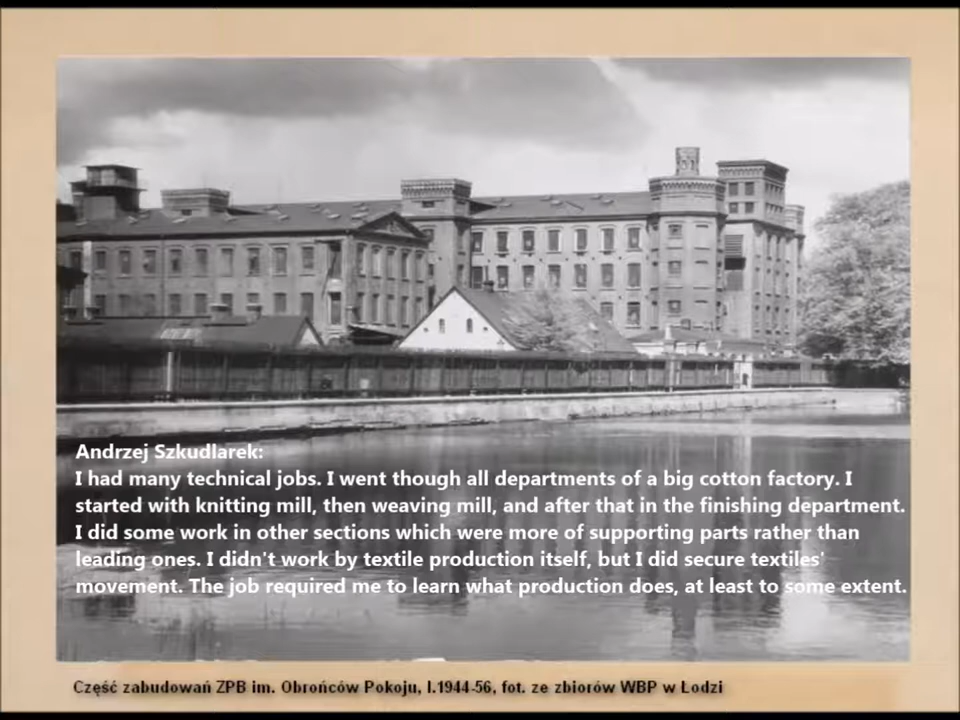 Andrzej Szkudlarek:
I had many technical jobs. I went though all departments of a big cotton factory. I
started with knitting mill, then weaving mill, and after that in the finishing department.
I did some work in other sections which were more of supporting parts rather than
leading ones. I didn't work by textile production itself, but I did secure textiles'
movement. The job required me to learn what production does, at least to some extent.
Część zabudowań ZPB im. Obrońców Pokoju, l.1944-56, fot. ze zbiorów WBP w Łodzi